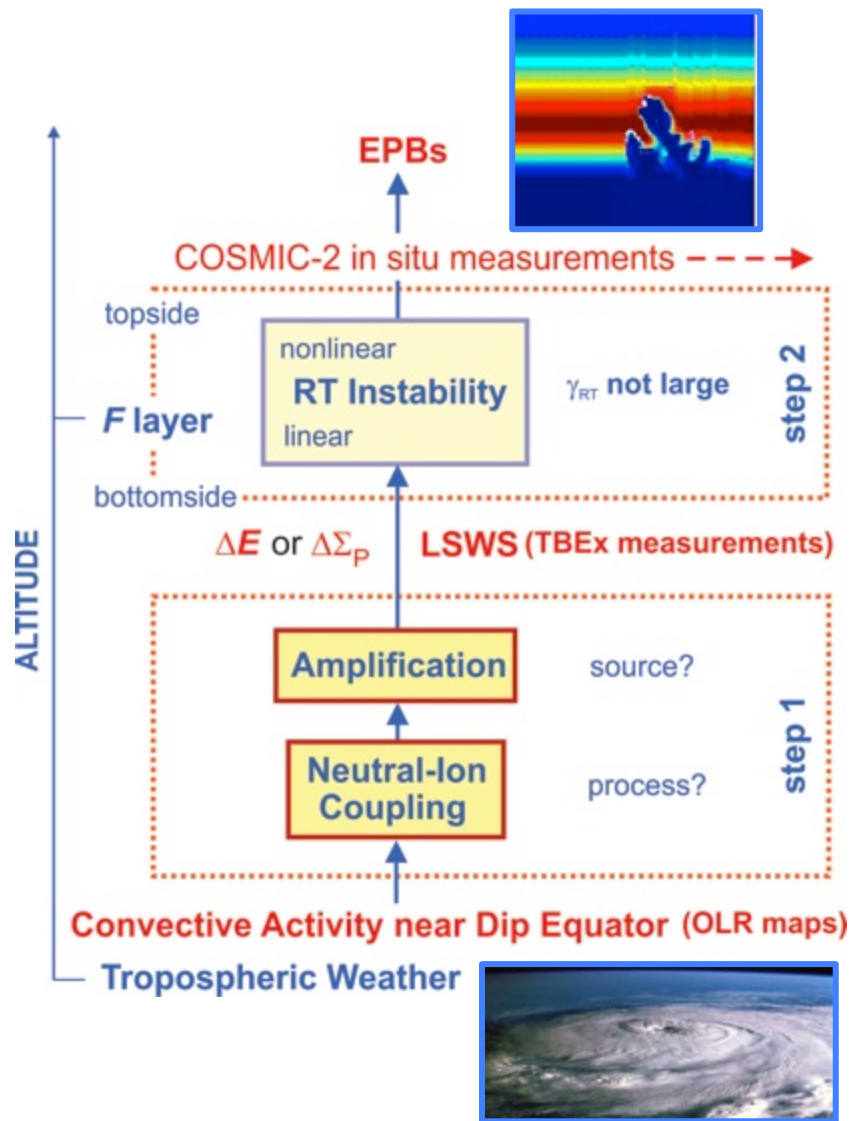 EPBs
COSMIC-2 in situ measurements
topside
nonlinear
RT Instability
linear
γRT not large
step 2
F layer
bottomside
ΔE or ΔΣP
LSWS (TBEx measurements)
ALTITUDE
Amplification
source?
step 1
Neutral-Ion
Coupling
process?
Convective Activity near Dip Equator (OLR maps)
Tropospheric Weather